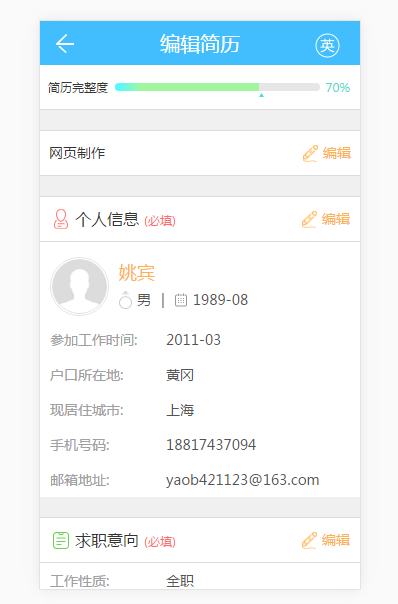 编辑简历 英
简历完整度 70%
网页制作 编辑
个人信息 (必填) 编辑
姚宾
男 | 1989-08
参加工作时间: 2011-03
户口所在地: 黄冈
现居住城市: 上海
手机号码: 18817437094
邮箱地址: yaob421123@163.com
求职意向 (必填) 编辑
工作性质: 全职